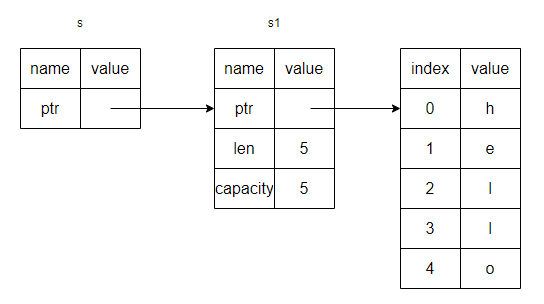 s
s1
name value
ptr
name value
ptr
len 5
capacity 5
index value
0 h
1 e
2 l
3 l
4 o